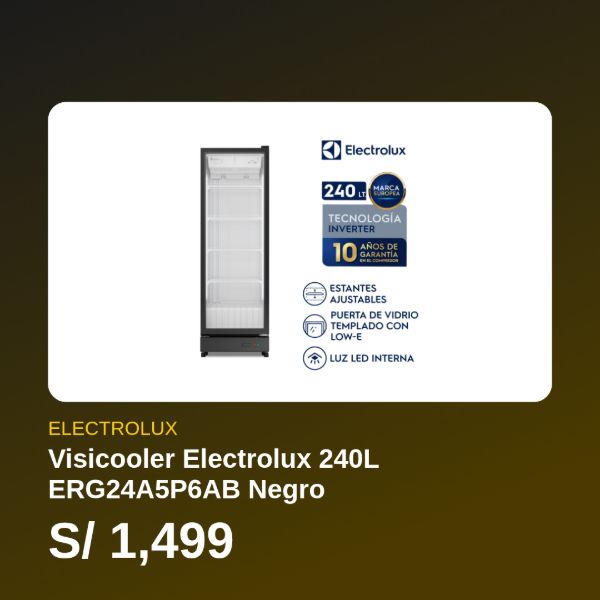 Electrolux
240 LT
MARCA
EUROPEA
TECNOLOGÍA
INVERTER
10 AÑOS DE
GARANTÍA
EN EL COMPRESOR
ESTANTES
AJUSTABLES
PUERTA DE VIDRIO
TEMPLADO CON
LOW-E
LUZ LED INTERNA
ELECTROLUX
Visicooler Electrolux 240L
ERG24A5P6AB Negro
S/ 1,499